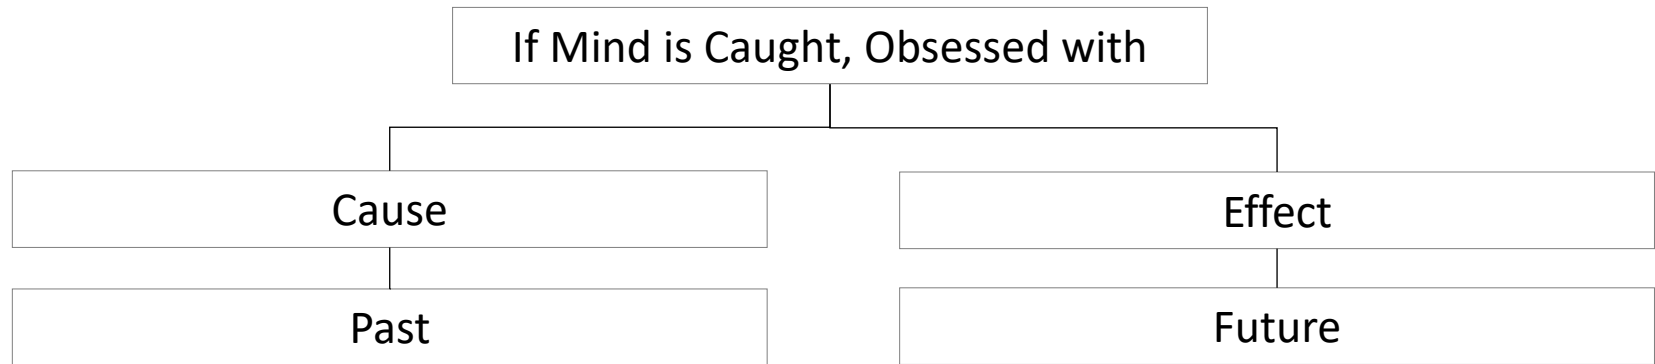 If Mind is Caught, Obsessed with
Cause
Effect
Past
Future